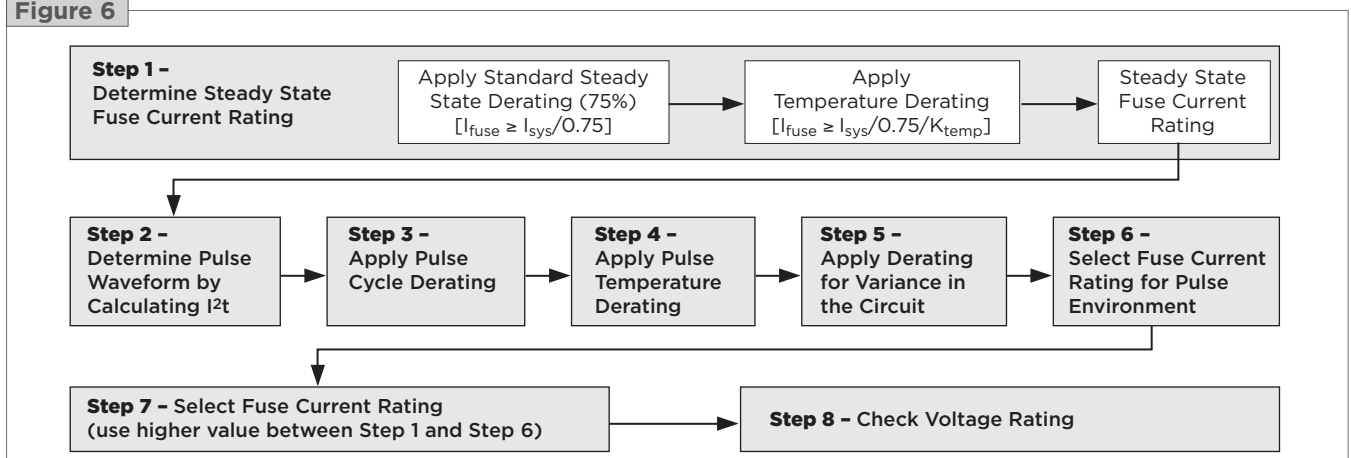 Figure 6
Step 1 –
Determine Steady State
Fuse Current Rating
Apply Standard Steady
State Derating (75%)
[Ifuse ≥ Isys/0.75]
Apply
Temperature Derating
[Ifuse ≥ Isys/0.75/Ktemp]
Steady State
Fuse Current
Rating
Step 2 –
Determine Pulse
Waveform by
Calculating I²t
Step 3 –
Apply Pulse
Cycle Derating
Step 4 –
Apply Pulse
Temperature
Derating
Step 5 –
Apply Derating
for Variance in
the Circuit
Step 6 –
Select Fuse Current
Rating for Pulse
Environment
Step 7 – Select Fuse Current Rating
(use higher value between Step 1 and Step 6)
Step 8 – Check Voltage Rating